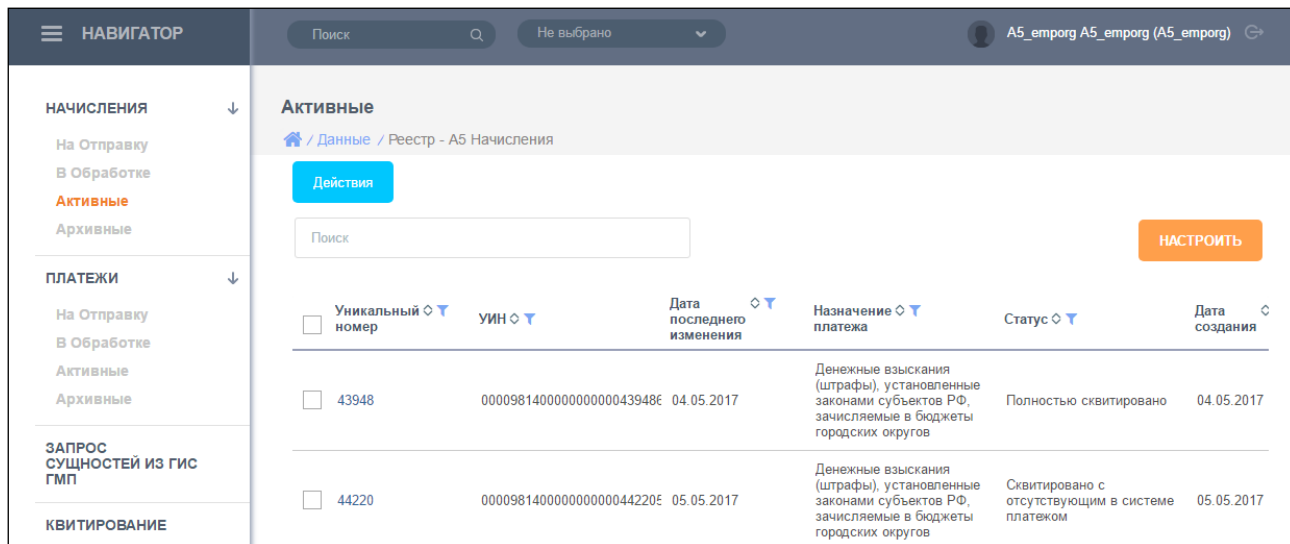 НАВИГАТОР
Поиск
Не выбрано
A5_emporg A5_emporg (A5_emporg)
НАЧИСЛЕНИЯ
На Отправку
В Обработке
Активные
Архивные
ПЛАТЕЖИ
На Отправку
В Обработке
Активные
Архивные
ЗАПРОС
СУЩНОСТЕЙ ИЗ ГИС
ГМП
КВИТИРОВАНИЕ
Активные
/ Данные / Реестр - А5 Начисления
Действия
Поиск
НАСТРОИТЬ
Уникальный
номер
УИН
Дата
последнего
изменения
Назначение
платежа
Статус
Дата
создания
43948
0000981400000000000439486
04.05.2017
Денежные взыскания
(штрафы), установленные
законами субъектов РФ,
зачисляемые в бюджеты
городских округов
Полностью сквитировано
04.05.2017
44220
0000981400000000000442205
05.05.2017
Денежные взыскания
(штрафы), установленные
законами субъектов РФ,
зачисляемые в бюджеты
городских округов
Сквитировано с
отсутствующим в системе
платежом
05.05.2017